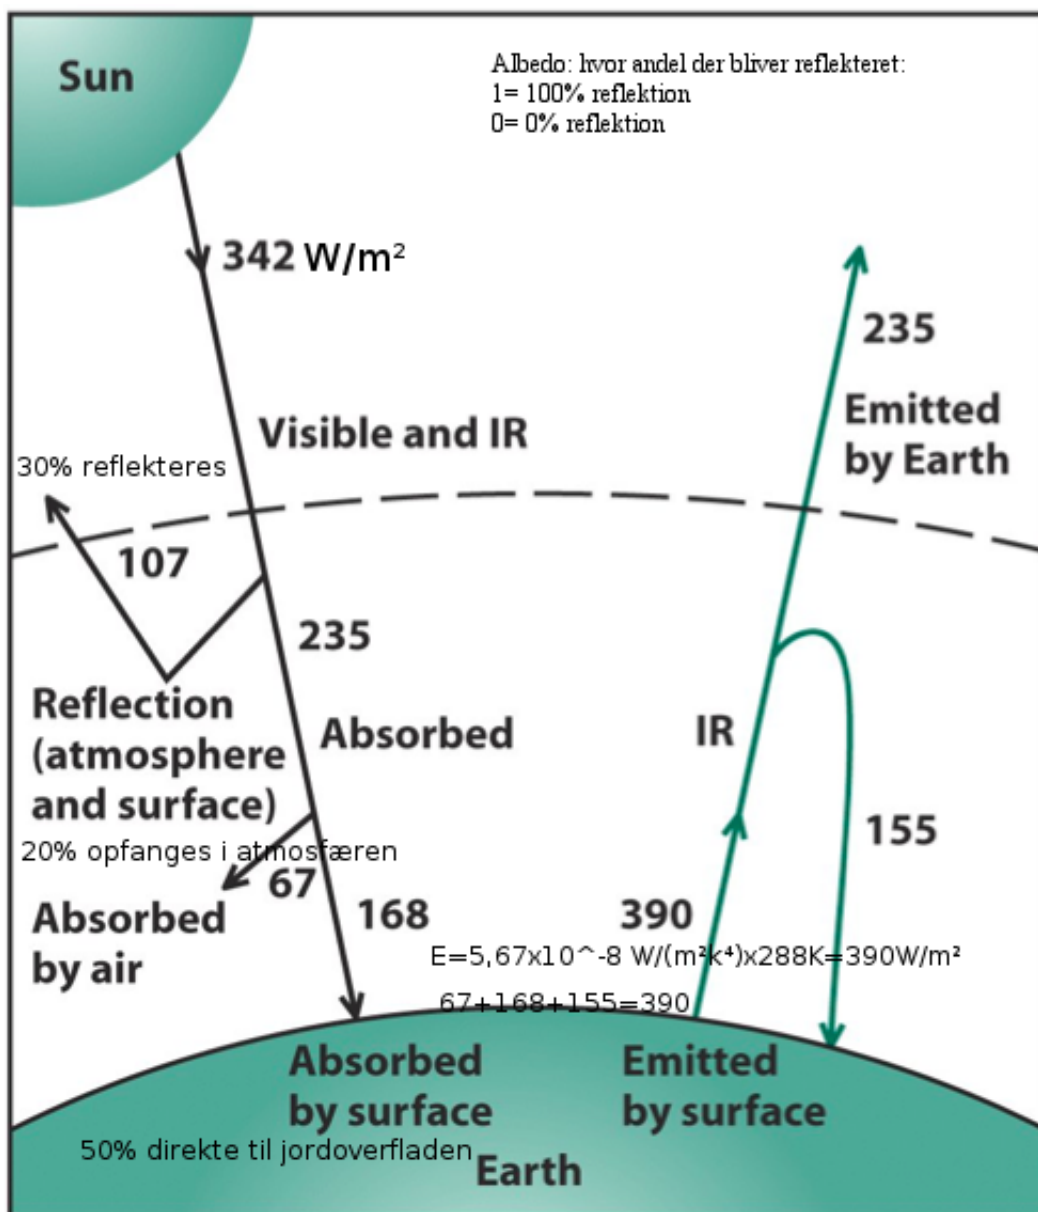 Sun
Albedo: hvor andel der bliver reflekteret:
1= 100% reflektion
0= 0% reflektion
342 W/m²
235
Emitted
by Earth
Visible and IR
30% reflekteres
107
235
Reflection
(atmosphere
and surface)
Absorbed
IR
155
20% opfanges i atmosfæren
67
Absorbed
by air
168
390
E=5,67x10^-8 W/(m²k⁴)x288K=390W/m²
67+168+155=390
Absorbed
by surface
Emitted
by surface
50% direkte til jordoverfladen
Earth